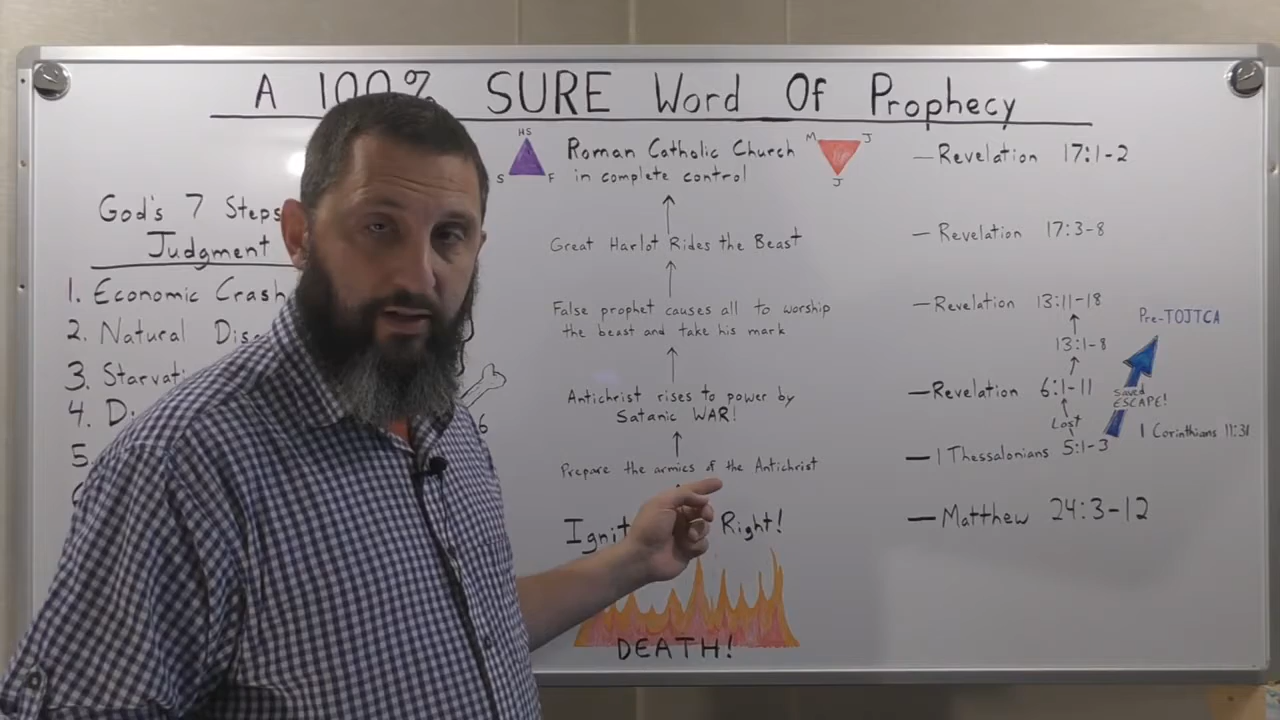 A 100% SURE Word Of Prophecy
God's 7 Steps
Judgment
1. Economic Crash
2. Natural
3.
4.
5.
6
HS
S F
Roman Catholic Church
in complete control
M J
J
Great Harlot Rides the Beast
False prophet causes all to worship
the beast and take his mark
Antichrist rises to power by
Satanic WAR!
Prepare the armies of the Antichrist
Right!
DEATH!
— Revelation 17:1-2
— Revelation 17:3-8
— Revelation 13:11-18
13:1-8
Pre-TOJTCA
— Revelation 6:1-11
Saved
ESCAPE!
Lost
— 1 Thessalonians 5:1-3
1 Corinthians 11:31
— Matthew 24:3-12